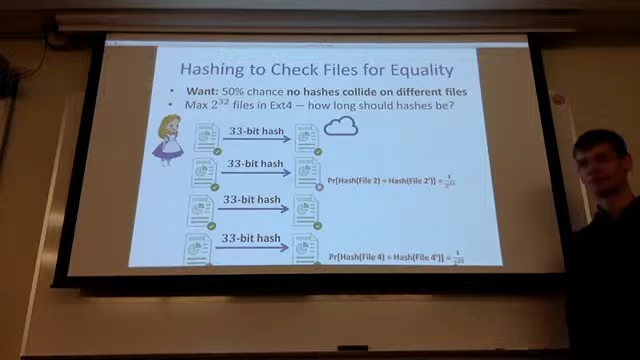 Hashing to Check Files for Equality
• Want: 50% chance no hashes collide on different files
• Max 2³² files in Ext4 – how long should hashes be?
33-bit hash
33-bit hash
Pr[Hash(File 2) = Hash(File 2')] = 1/2³³
33-bit hash
33-bit hash
Pr[Hash(File 4) = Hash(File 4')] = 1/2³³